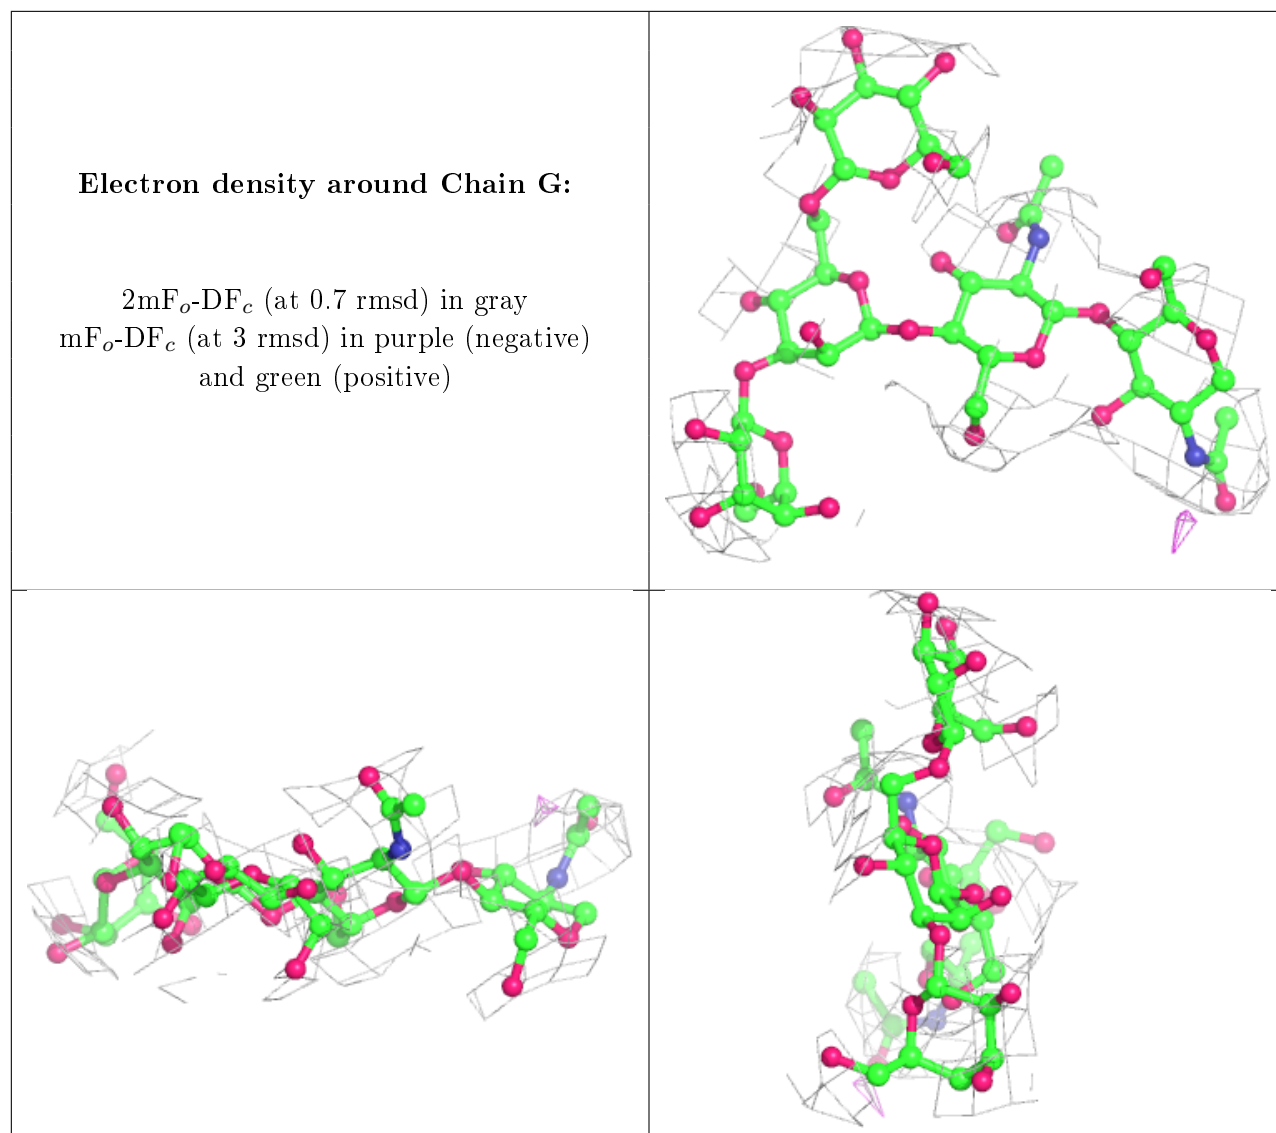 Electron density around Chain G:
2mFₒ-DF𝒸 (at 0.7 rmsd) in gray
mFₒ-DF𝒸 (at 3 rmsd) in purple (negative)
and green (positive)